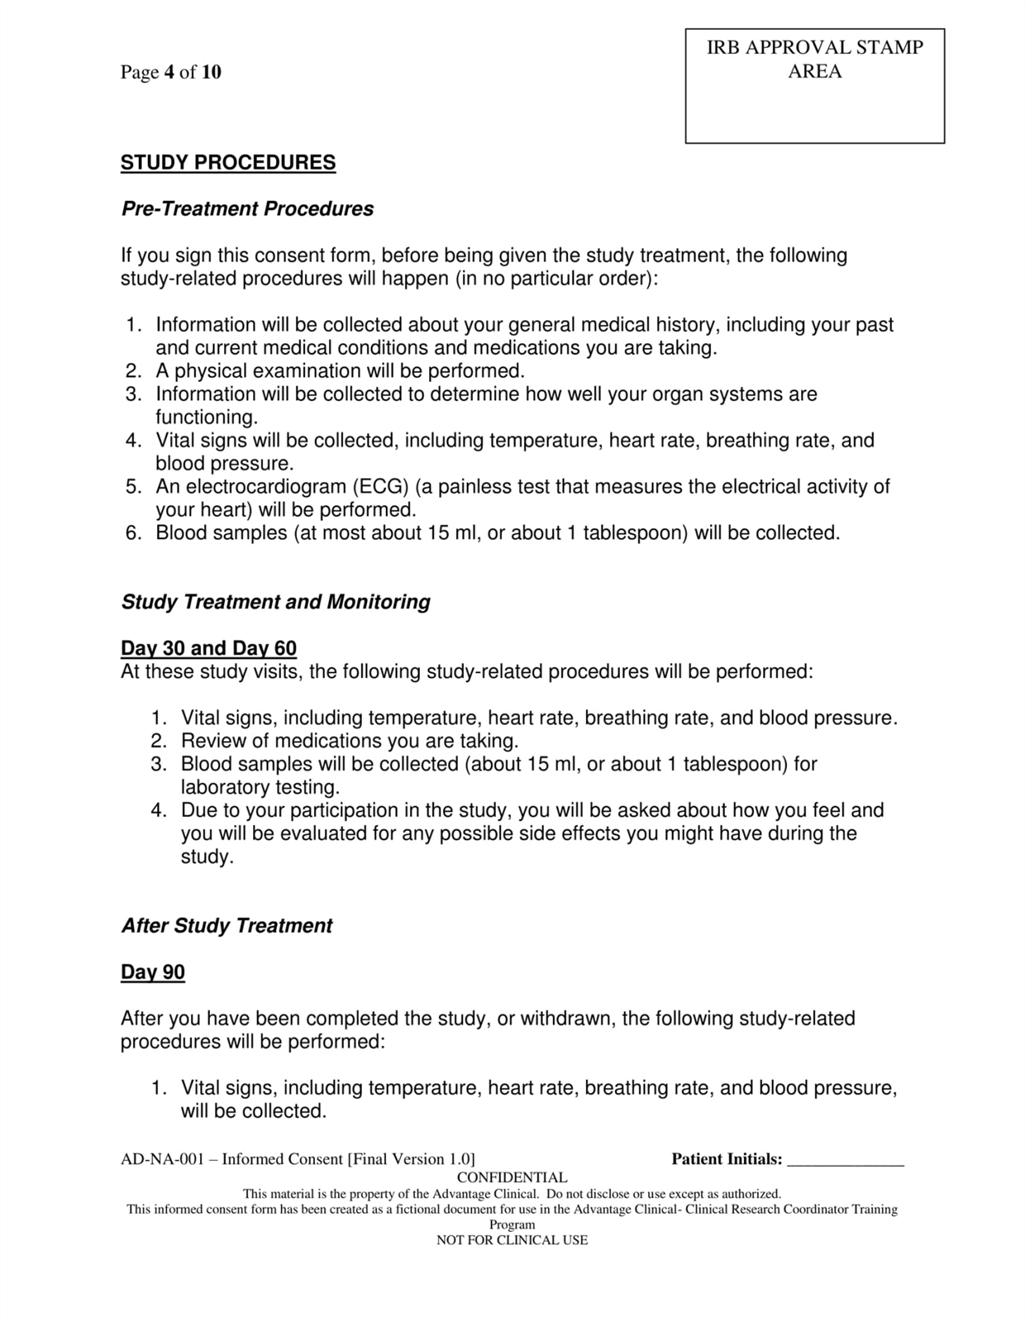 IRB APPROVAL STAMP
AREA
Page 4 of 10
STUDY PROCEDURES
Pre-Treatment Procedures
If you sign this consent form, before being given the study treatment, the following
study-related procedures will happen (in no particular order):
1. Information will be collected about your general medical history, including your past
and current medical conditions and medications you are taking.
2. A physical examination will be performed.
3. Information will be collected to determine how well your organ systems are
functioning.
4. Vital signs will be collected, including temperature, heart rate, breathing rate, and
blood pressure.
5. An electrocardiogram (ECG) (a painless test that measures the electrical activity of
your heart) will be performed.
6. Blood samples (at most about 15 ml, or about 1 tablespoon) will be collected.
Study Treatment and Monitoring
Day 30 and Day 60
At these study visits, the following study-related procedures will be performed:
1. Vital signs, including temperature, heart rate, breathing rate, and blood pressure.
2. Review of medications you are taking.
3. Blood samples will be collected (about 15 ml, or about 1 tablespoon) for
laboratory testing.
4. Due to your participation in the study, you will be asked about how you feel and
you will be evaluated for any possible side effects you might have during the
study.
After Study Treatment
Day 90
After you have been completed the study, or withdrawn, the following study-related
procedures will be performed:
1. Vital signs, including temperature, heart rate, breathing rate, and blood pressure,
will be collected.
AD-NA-001 – Informed Consent [Final Version 1.0] Patient Initials: ______________
CONFIDENTIAL
This material is the property of the Advantage Clinical. Do not disclose or use except as authorized.
This informed consent form has been created as a fictional document for use in the Advantage Clinical- Clinical Research Coordinator Training
Program
NOT FOR CLINICAL USE